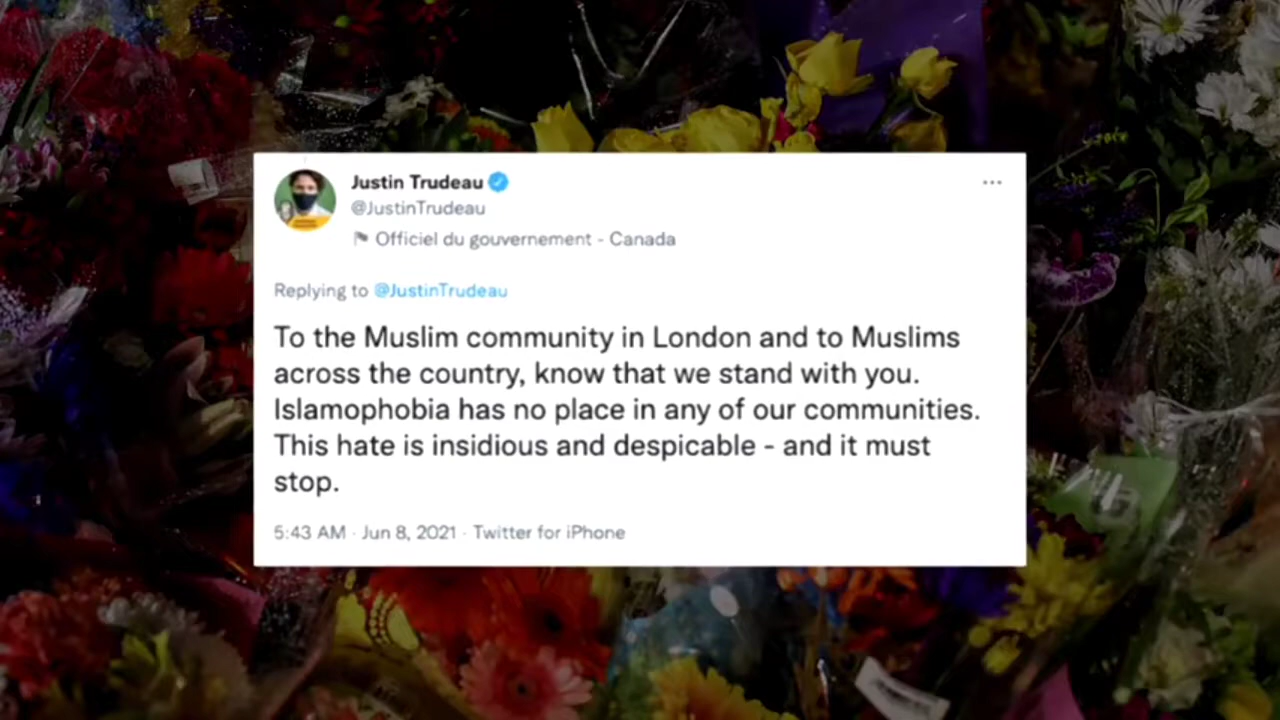 Justin Trudeau
@JustinTrudeau
Officiel du gouvernement - Canada
Replying to @JustinTrudeau
To the Muslim community in London and to Muslims
across the country, know that we stand with you.
Islamophobia has no place in any of our communities.
This hate is insidious and despicable - and it must
stop.
5:43 AM · Jun 8, 2021 · Twitter for iPhone